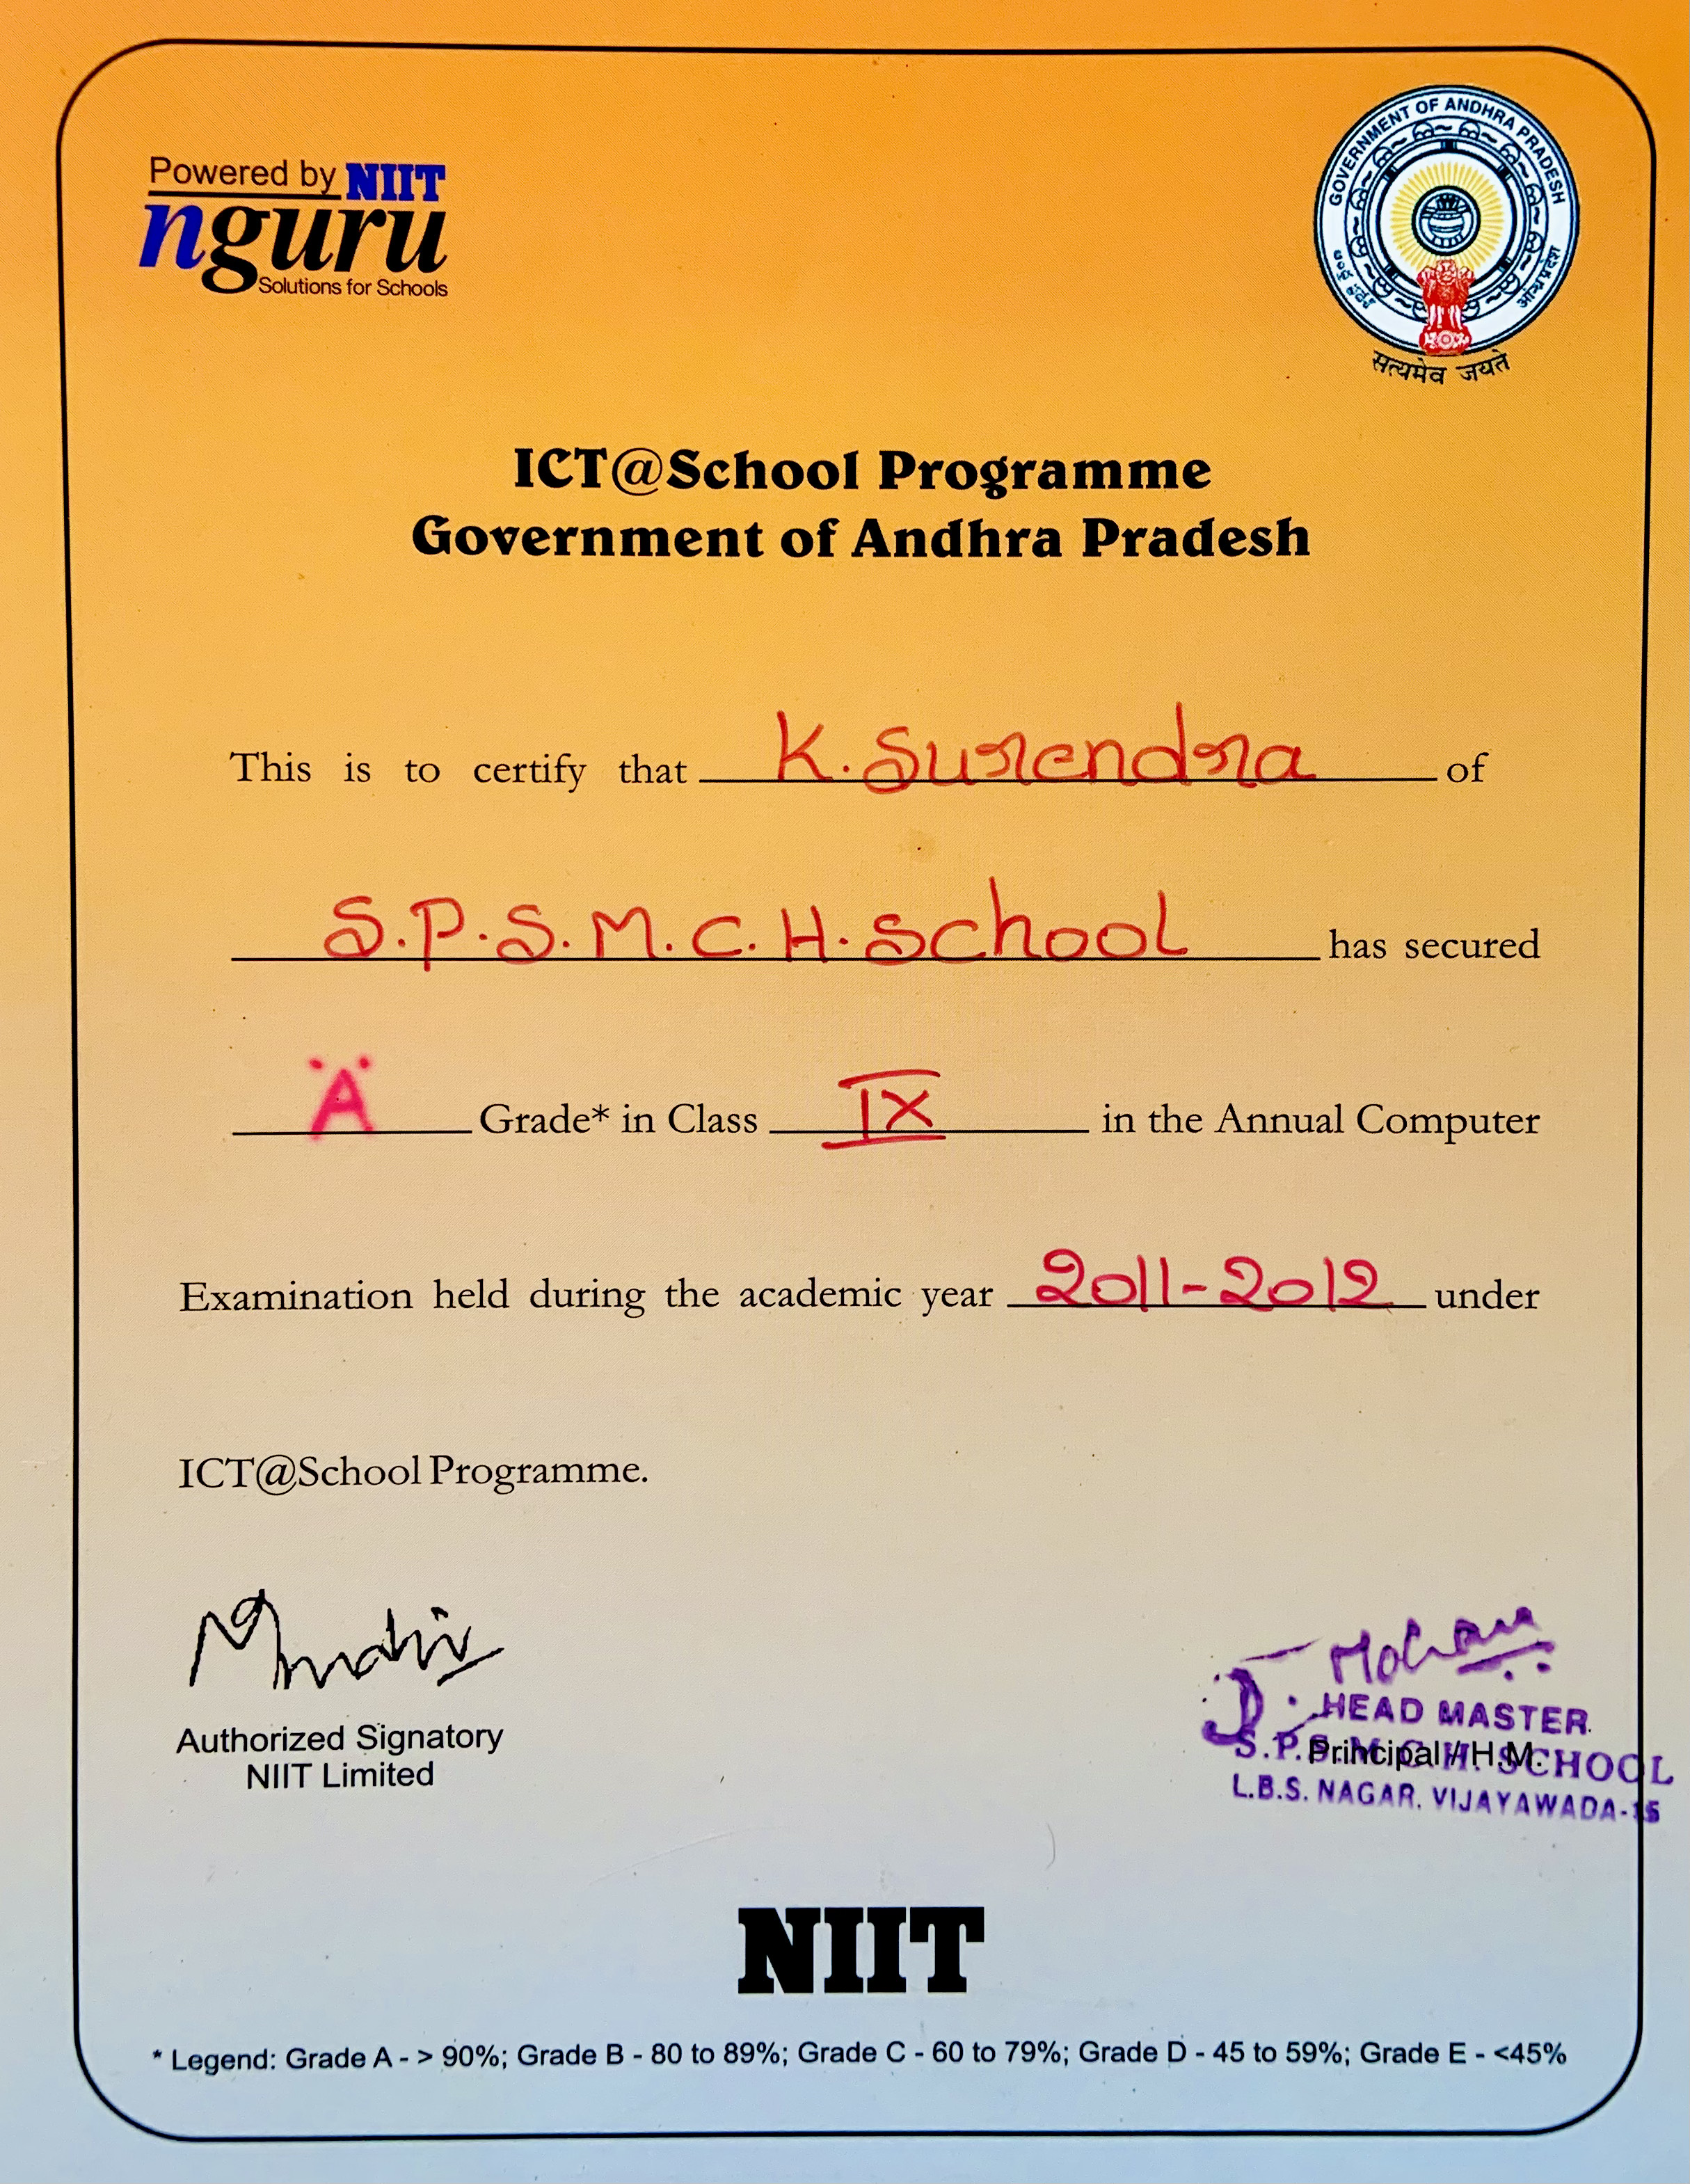 Powered by NIIT
nguru
Solutions for Schools
GOVERNMENT OF ANDHRA PRADESH
आंध्र प्रदेश
सत्यमेव जयते
ICT@School Programme
Government of Andhra Pradesh
This is to certify that K. Surendra of
S.P.S.M.C.H. School has secured
A Grade* in Class IX in the Annual Computer
Examination held during the academic year 2011-2012 under
ICT@School Programme.
Authorized Signatory
NIIT Limited
D. Mohan
HEAD MASTER
S.P.S.M.C.H. SCHOOL
Principal / H.M.
L.B.S. NAGAR, VIJAYAWADA-15
NIIT
* Legend: Grade A - > 90%; Grade B - 80 to 89%; Grade C - 60 to 79%; Grade D - 45 to 59%; Grade E - <45%